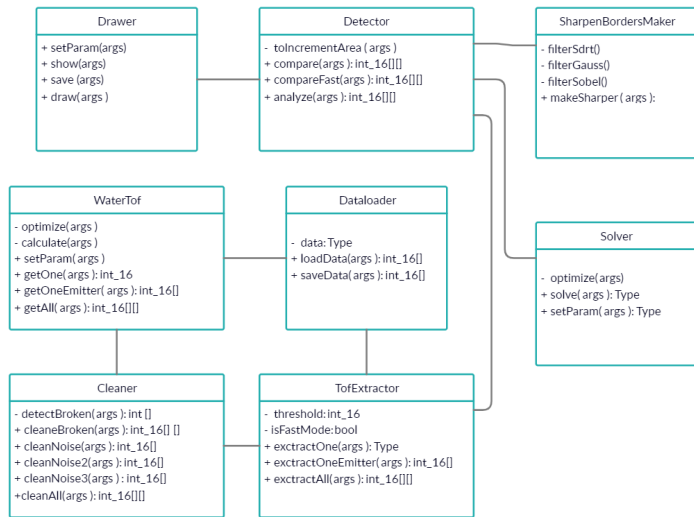 Drawer
+ setParam(args)
+ show(args)
+ save (args)
+ draw(args )
Detector
- toIncrementArea ( args )
+ compare(args ): int_16[][]
+ compareFast(args ): int_16[][]
+ analyze(args ): int_16[][]
SharpenBordersMaker
- filterSdrt()
- filterGauss()
- filterSobel()
+ makeSharper ( args ):
WaterTof
- optimize(args )
- calculate(args )
+ setParam(args )
+ getOne(args ): int_16
+ getOneEmitter( args ): int_16[]
+ getAll( args ): int_16[][]
Dataloader
- data: Type
+ loadData(args ): int_16[]
+ saveData(args ): int_16[]
Solver
- optimize(args)
+ solve(args ): Type
+ setParam(args ): Type
Cleaner
- detectBroken(args ): int []
+ cleaneBroken(args ): int_16[] []
+ cleanNoise(args ): int_16[]
+ cleanNoise2(args ): int_16[]
+ cleanNoise3(args ) : int_16[]
+cleanAll(args ): int_16[][]
TofExtractor
- threshold: int_16
- isFastMode: bool
+ exctractOne(args ): Type
+ exctractOneEmitter(args ): int_16[]
+ exctractAll(args ): int_16[][]